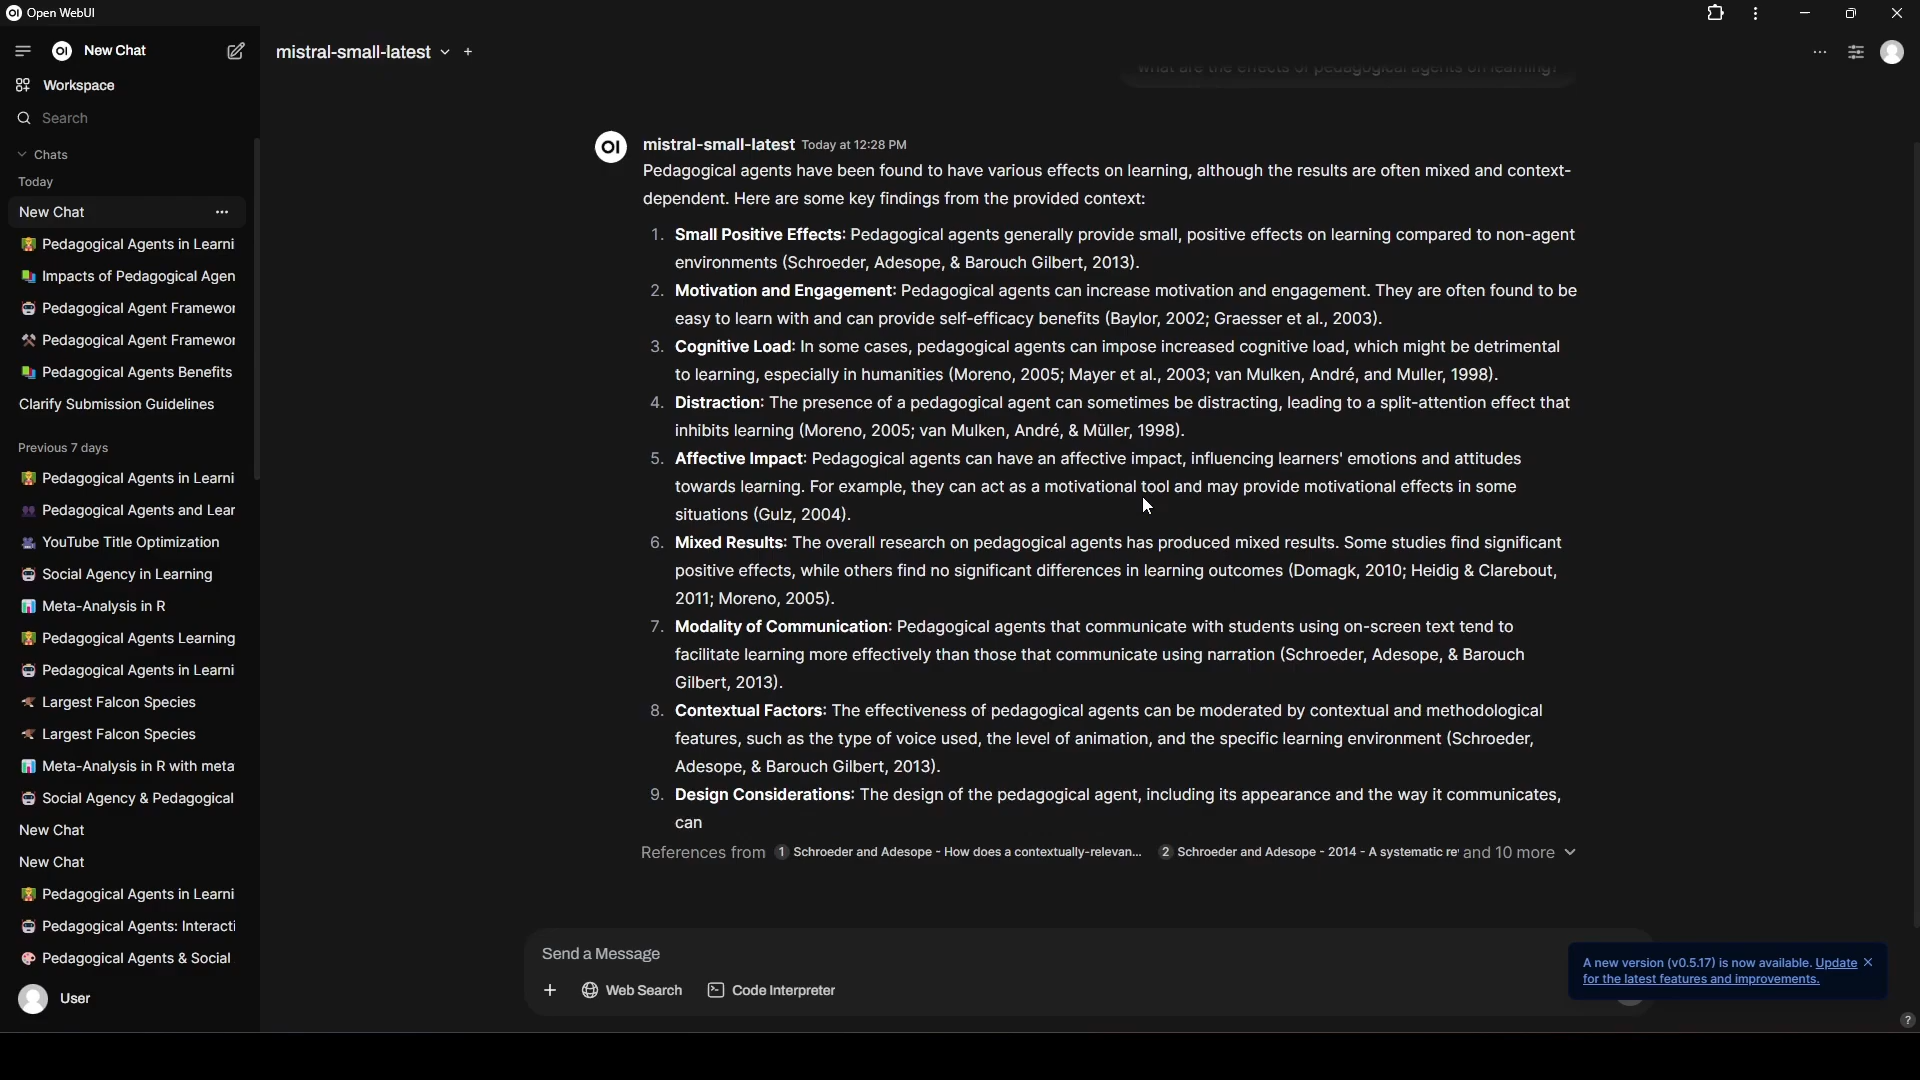 OI Open WebUI
OI New Chat
Workspace
Search
Chats
Today
New Chat
Pedagogical Agents in Learni
Impacts of Pedagogical Agen
Pedagogical Agent Framewor
Pedagogical Agent Framewor
Pedagogical Agents Benefits
Clarify Submission Guidelines
Previous 7 days
Pedagogical Agents in Learni
Pedagogical Agents and Lear
YouTube Title Optimization
Social Agency in Learning
Meta-Analysis in R
Pedagogical Agents Learning
Pedagogical Agents in Learni
Largest Falcon Species
Largest Falcon Species
Meta-Analysis in R with meta
Social Agency & Pedagogical
New Chat
New Chat
Pedagogical Agents in Learni
Pedagogical Agents: Interacti
Pedagogical Agents & Social
User
mistral-small-latest
what are the effects of pedagogical agents on learning?
OI mistral-small-latest Today at 12:28 PM
Pedagogical agents have been found to have various effects on learning, although the results are often mixed and context-
dependent. Here are some key findings from the provided context:
1. Small Positive Effects: Pedagogical agents generally provide small, positive effects on learning compared to non-agent
environments (Schroeder, Adesope, & Barouch Gilbert, 2013).
2. Motivation and Engagement: Pedagogical agents can increase motivation and engagement. They are often found to be
easy to learn with and can provide self-efficacy benefits (Baylor, 2002; Graesser et al., 2003).
3. Cognitive Load: In some cases, pedagogical agents can impose increased cognitive load, which might be detrimental
to learning, especially in humanities (Moreno, 2005; Mayer et al., 2003; van Mulken, André, and Muller, 1998).
4. Distraction: The presence of a pedagogical agent can sometimes be distracting, leading to a split-attention effect that
inhibits learning (Moreno, 2005; van Mulken, André, & Müller, 1998).
5. Affective Impact: Pedagogical agents can have an affective impact, influencing learners' emotions and attitudes
towards learning. For example, they can act as a motivational tool and may provide motivational effects in some
situations (Gulz, 2004).
6. Mixed Results: The overall research on pedagogical agents has produced mixed results. Some studies find significant
positive effects, while others find no significant differences in learning outcomes (Domagk, 2010; Heidig & Clarebout,
2011; Moreno, 2005).
7. Modality of Communication: Pedagogical agents that communicate with students using on-screen text tend to
facilitate learning more effectively than those that communicate using narration (Schroeder, Adesope, & Barouch
Gilbert, 2013).
8. Contextual Factors: The effectiveness of pedagogical agents can be moderated by contextual and methodological
features, such as the type of voice used, the level of animation, and the specific learning environment (Schroeder,
Adesope, & Barouch Gilbert, 2013).
9. Design Considerations: The design of the pedagogical agent, including its appearance and the way it communicates,
can
References from 1 Schroeder and Adesope - How does a contextually-relevan... 2 Schroeder and Adesope - 2014 - A systematic re and 10 more
Send a Message
Web Search Code Interpreter
A new version (v0.5.17) is now available. Update
for the latest features and improvements.
?